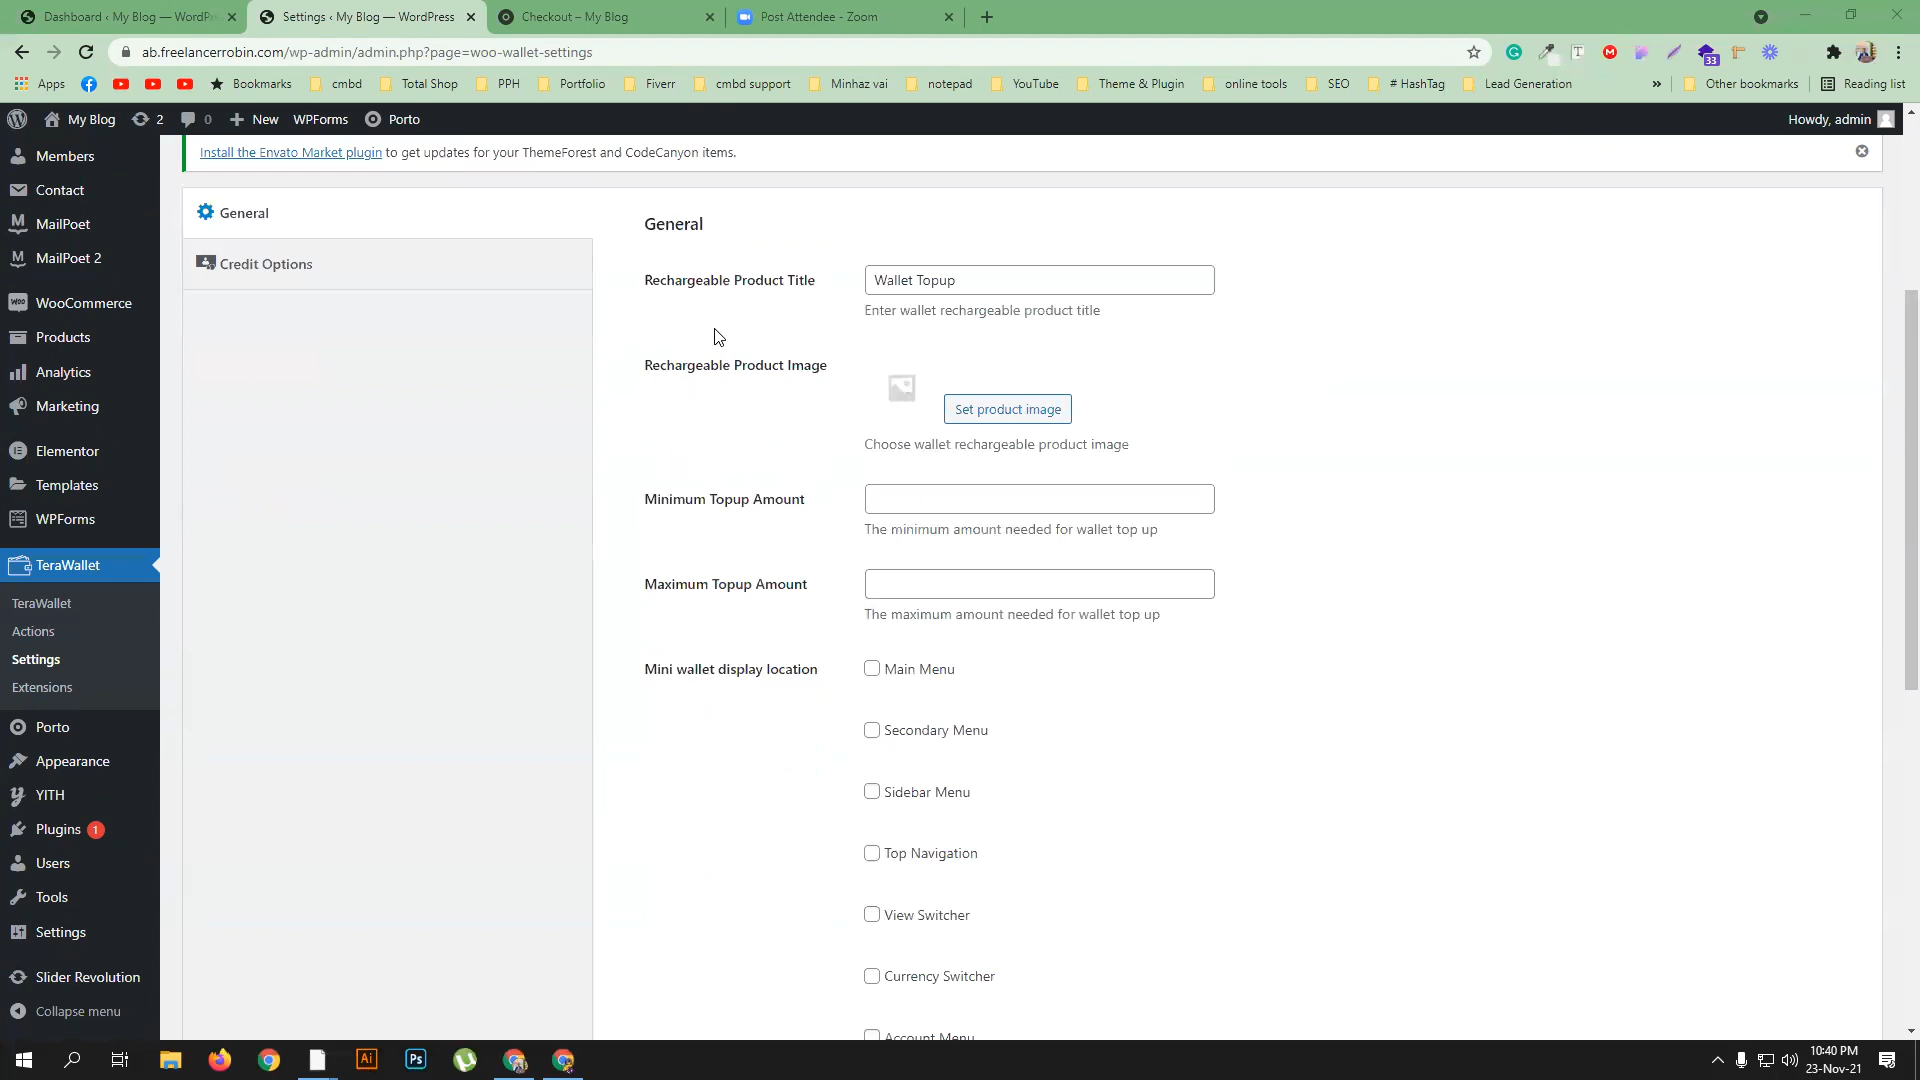 Dashboard ‹ My Blog — WordPr
Settings ‹ My Blog — WordPress
Checkout – My Blog
Post Attendee - Zoom
ab.freelancerrobin.com/wp-admin/admin.php?page=woo-wallet-settings
33
Apps
Bookmarks
cmbd
Total Shop
PPH
Portfolio
Fiverr
cmbd support
Minhaz vai
notepad
YouTube
Theme & Plugin
online tools
SEO
# HashTag
Lead Generation
»
Other bookmarks
Reading list
My Blog
2
0
New
WPForms
Porto
Howdy, admin
Members
Contact
MailPoet
MailPoet 2
WooCommerce
Products
Analytics
Marketing
Elementor
Templates
WPForms
TeraWallet
TeraWallet
Actions
Settings
Extensions
Porto
Appearance
YITH
Plugins 1
Users
Tools
Settings
Slider Revolution
Collapse menu
Install the Envato Market plugin to get updates for your ThemeForest and CodeCanyon items.
General
Credit Options
General
Rechargeable Product Title
Wallet Topup
Enter wallet rechargeable product title
Rechargeable Product Image
Set product image
Choose wallet rechargeable product image
Minimum Topup Amount
The minimum amount needed for wallet top up
Maximum Topup Amount
The maximum amount needed for wallet top up
Mini wallet display location
Main Menu
Secondary Menu
Sidebar Menu
Top Navigation
View Switcher
Currency Switcher
Account Menu
Ai
Ps
10:40 PM
23-Nov-21